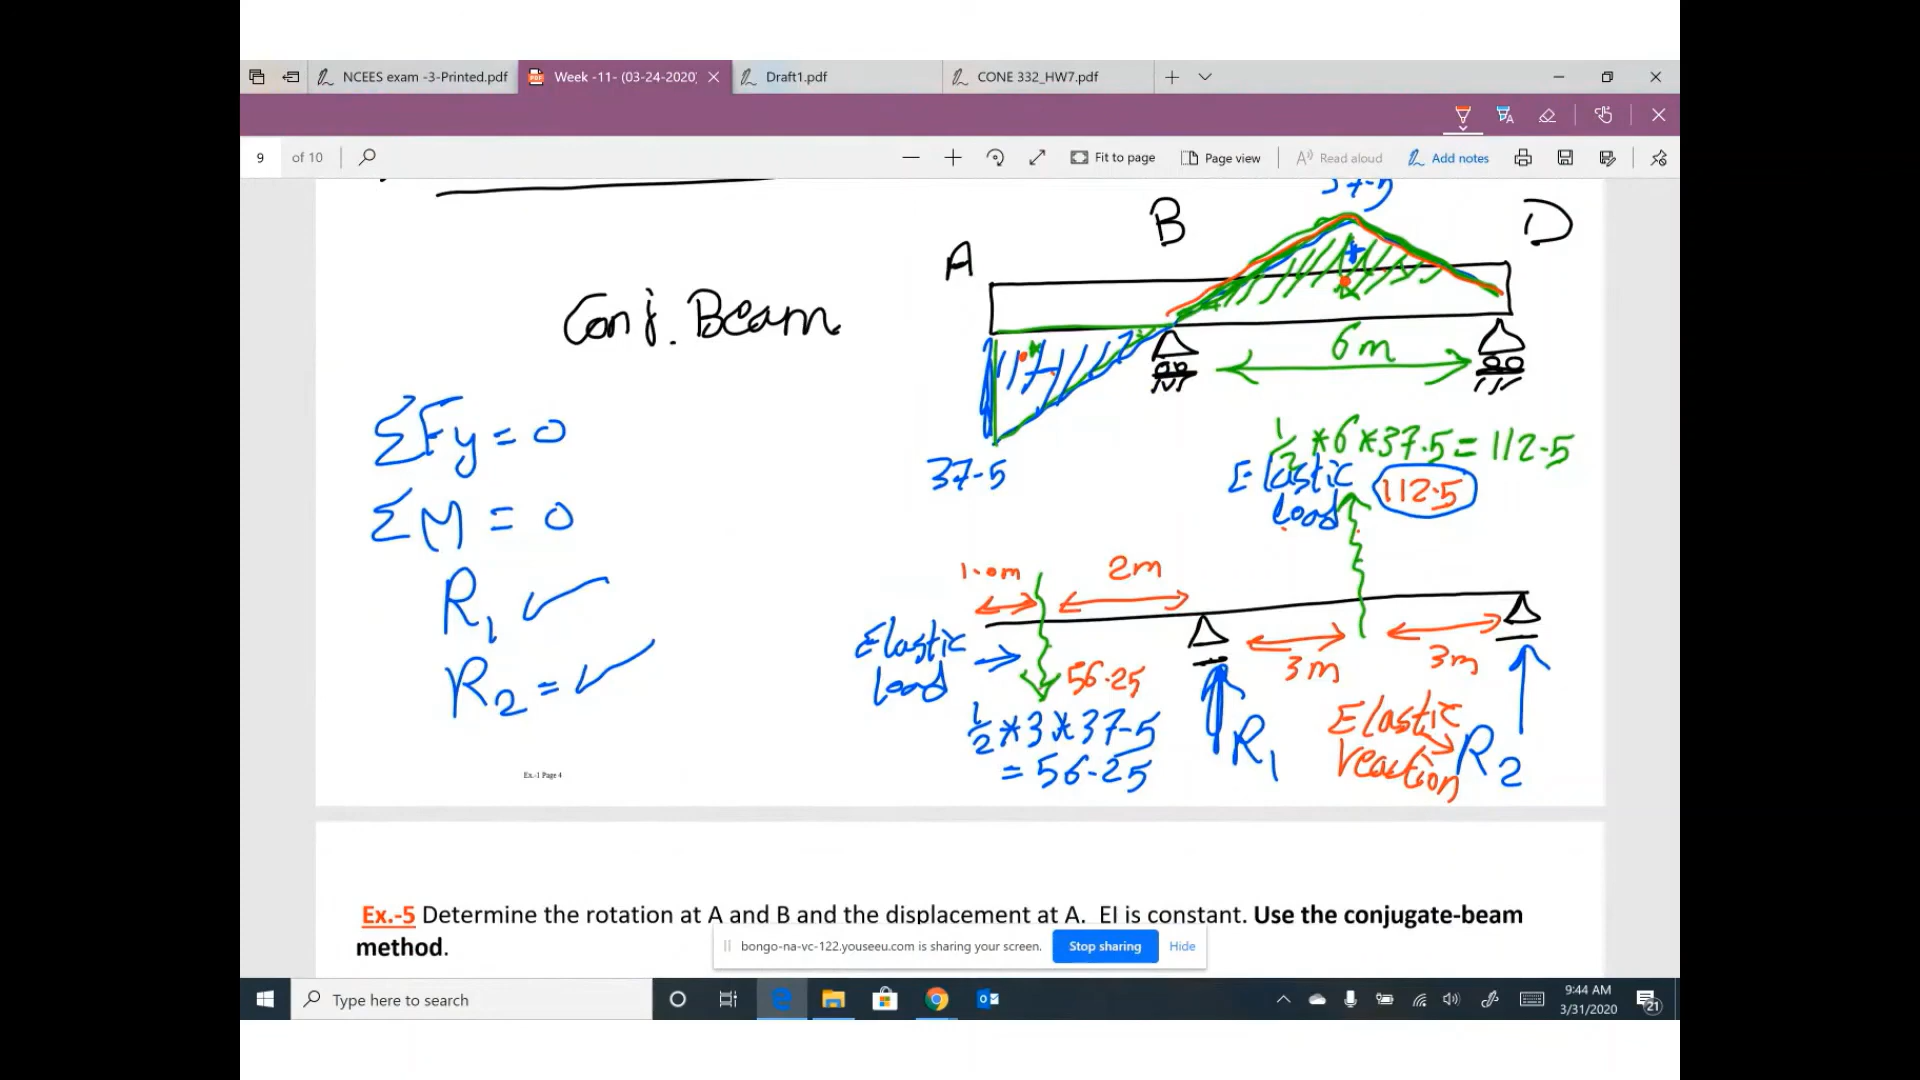 NCEES exam -3-Printed.pdf
Week -11- (03-24-2020)
Draft1.pdf
CONE 332_HW7.pdf
9 of 10
Fit to page
Page view
Read aloud
Add notes
37-5
A
B
D
Conj. Beam
6m
ΣFy = 0
37-5
1/2 * 6 * 37.5 = 112.5
Elastic load
112.5
ΣM = 0
1.0m
2m
R1 ✓
Elastic load
56.25
3m
3m
R2 = ✓
1/2 * 3 * 37-5
= 56-25
R1
Elastic reaction
R2
Ex.-1 Page 4
Ex.-5 Determine the rotation at A and B and the displacement at A. EI is constant. Use the conjugate-beam
method.
bongo-na-vc-122.youseeu.com is sharing your screen.
Stop sharing
Hide
Type here to search
9:44 AM
3/31/2020
21